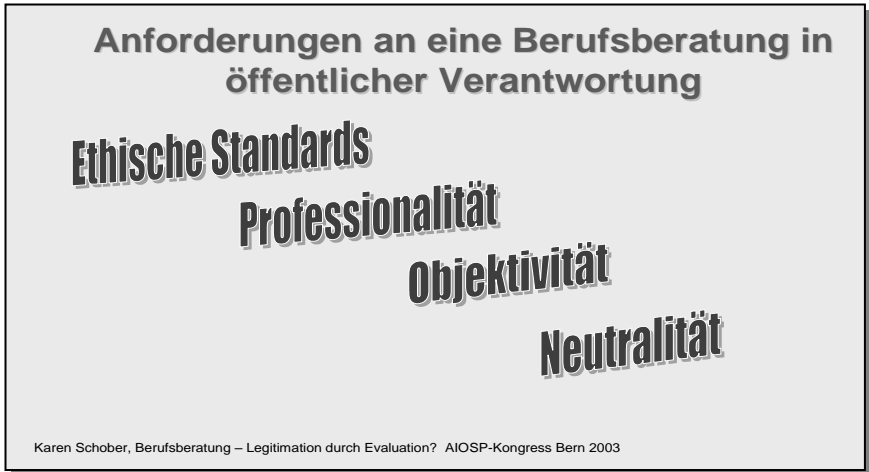 Anforderungen an eine Berufsberatung in
öffentlicher Verantwortung
Ethische Standards
Professionalität
Objektivität
Neutralität
Karen Schober, Berufsberatung – Legitimation durch Evaluation? AIOSP-Kongress Bern 2003